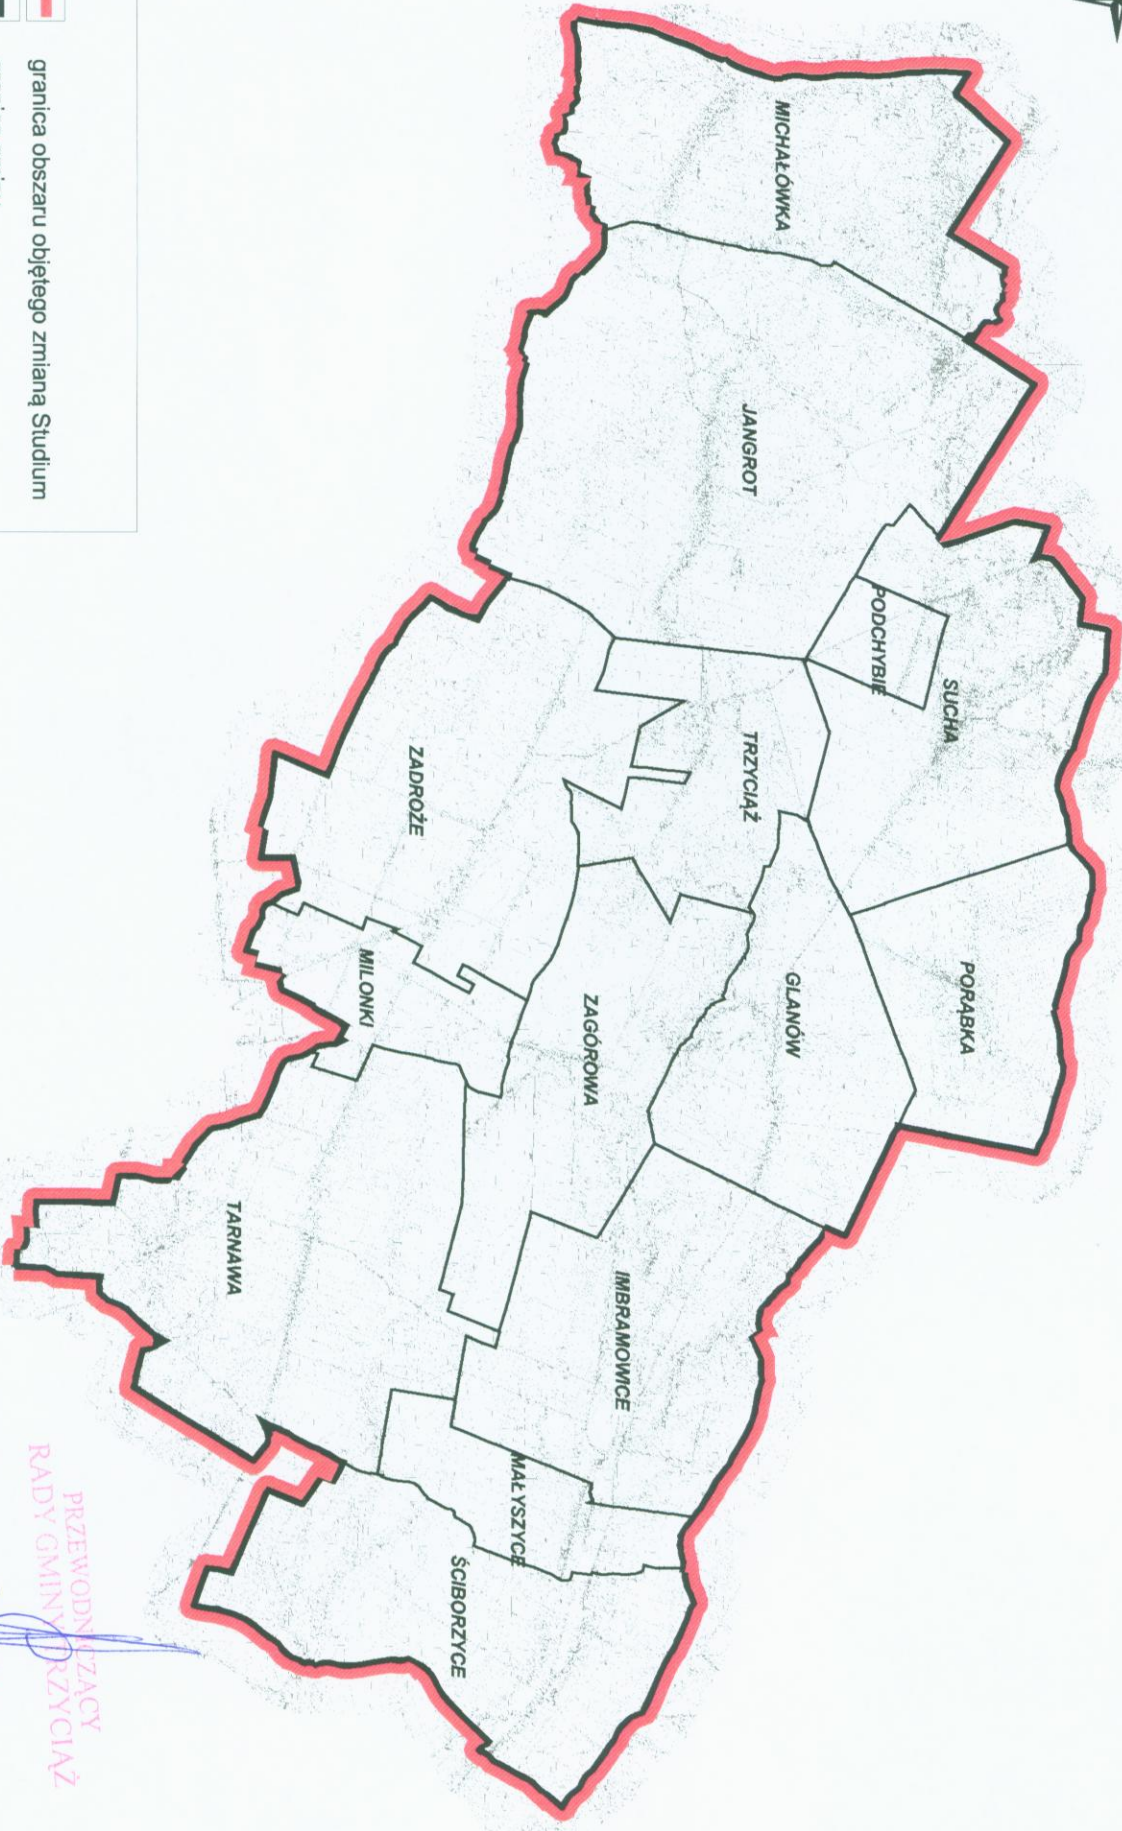 MICHAŁÓWKA
JANGROT
PODCHYBIE
SUCHA
TRZYCIĄŻ
PORĄBKA
GLANÓW
ZADROŻE
ZAGÓROWA
MILONKI
IMBRAMOWICE
TARNAWA
MAŁYSZYCE
ŚCIBORZYCE
granica obszaru objętego zmianą Studium
PRZEWODNICZĄCY
RADY GMINY TRZYCIĄŻ